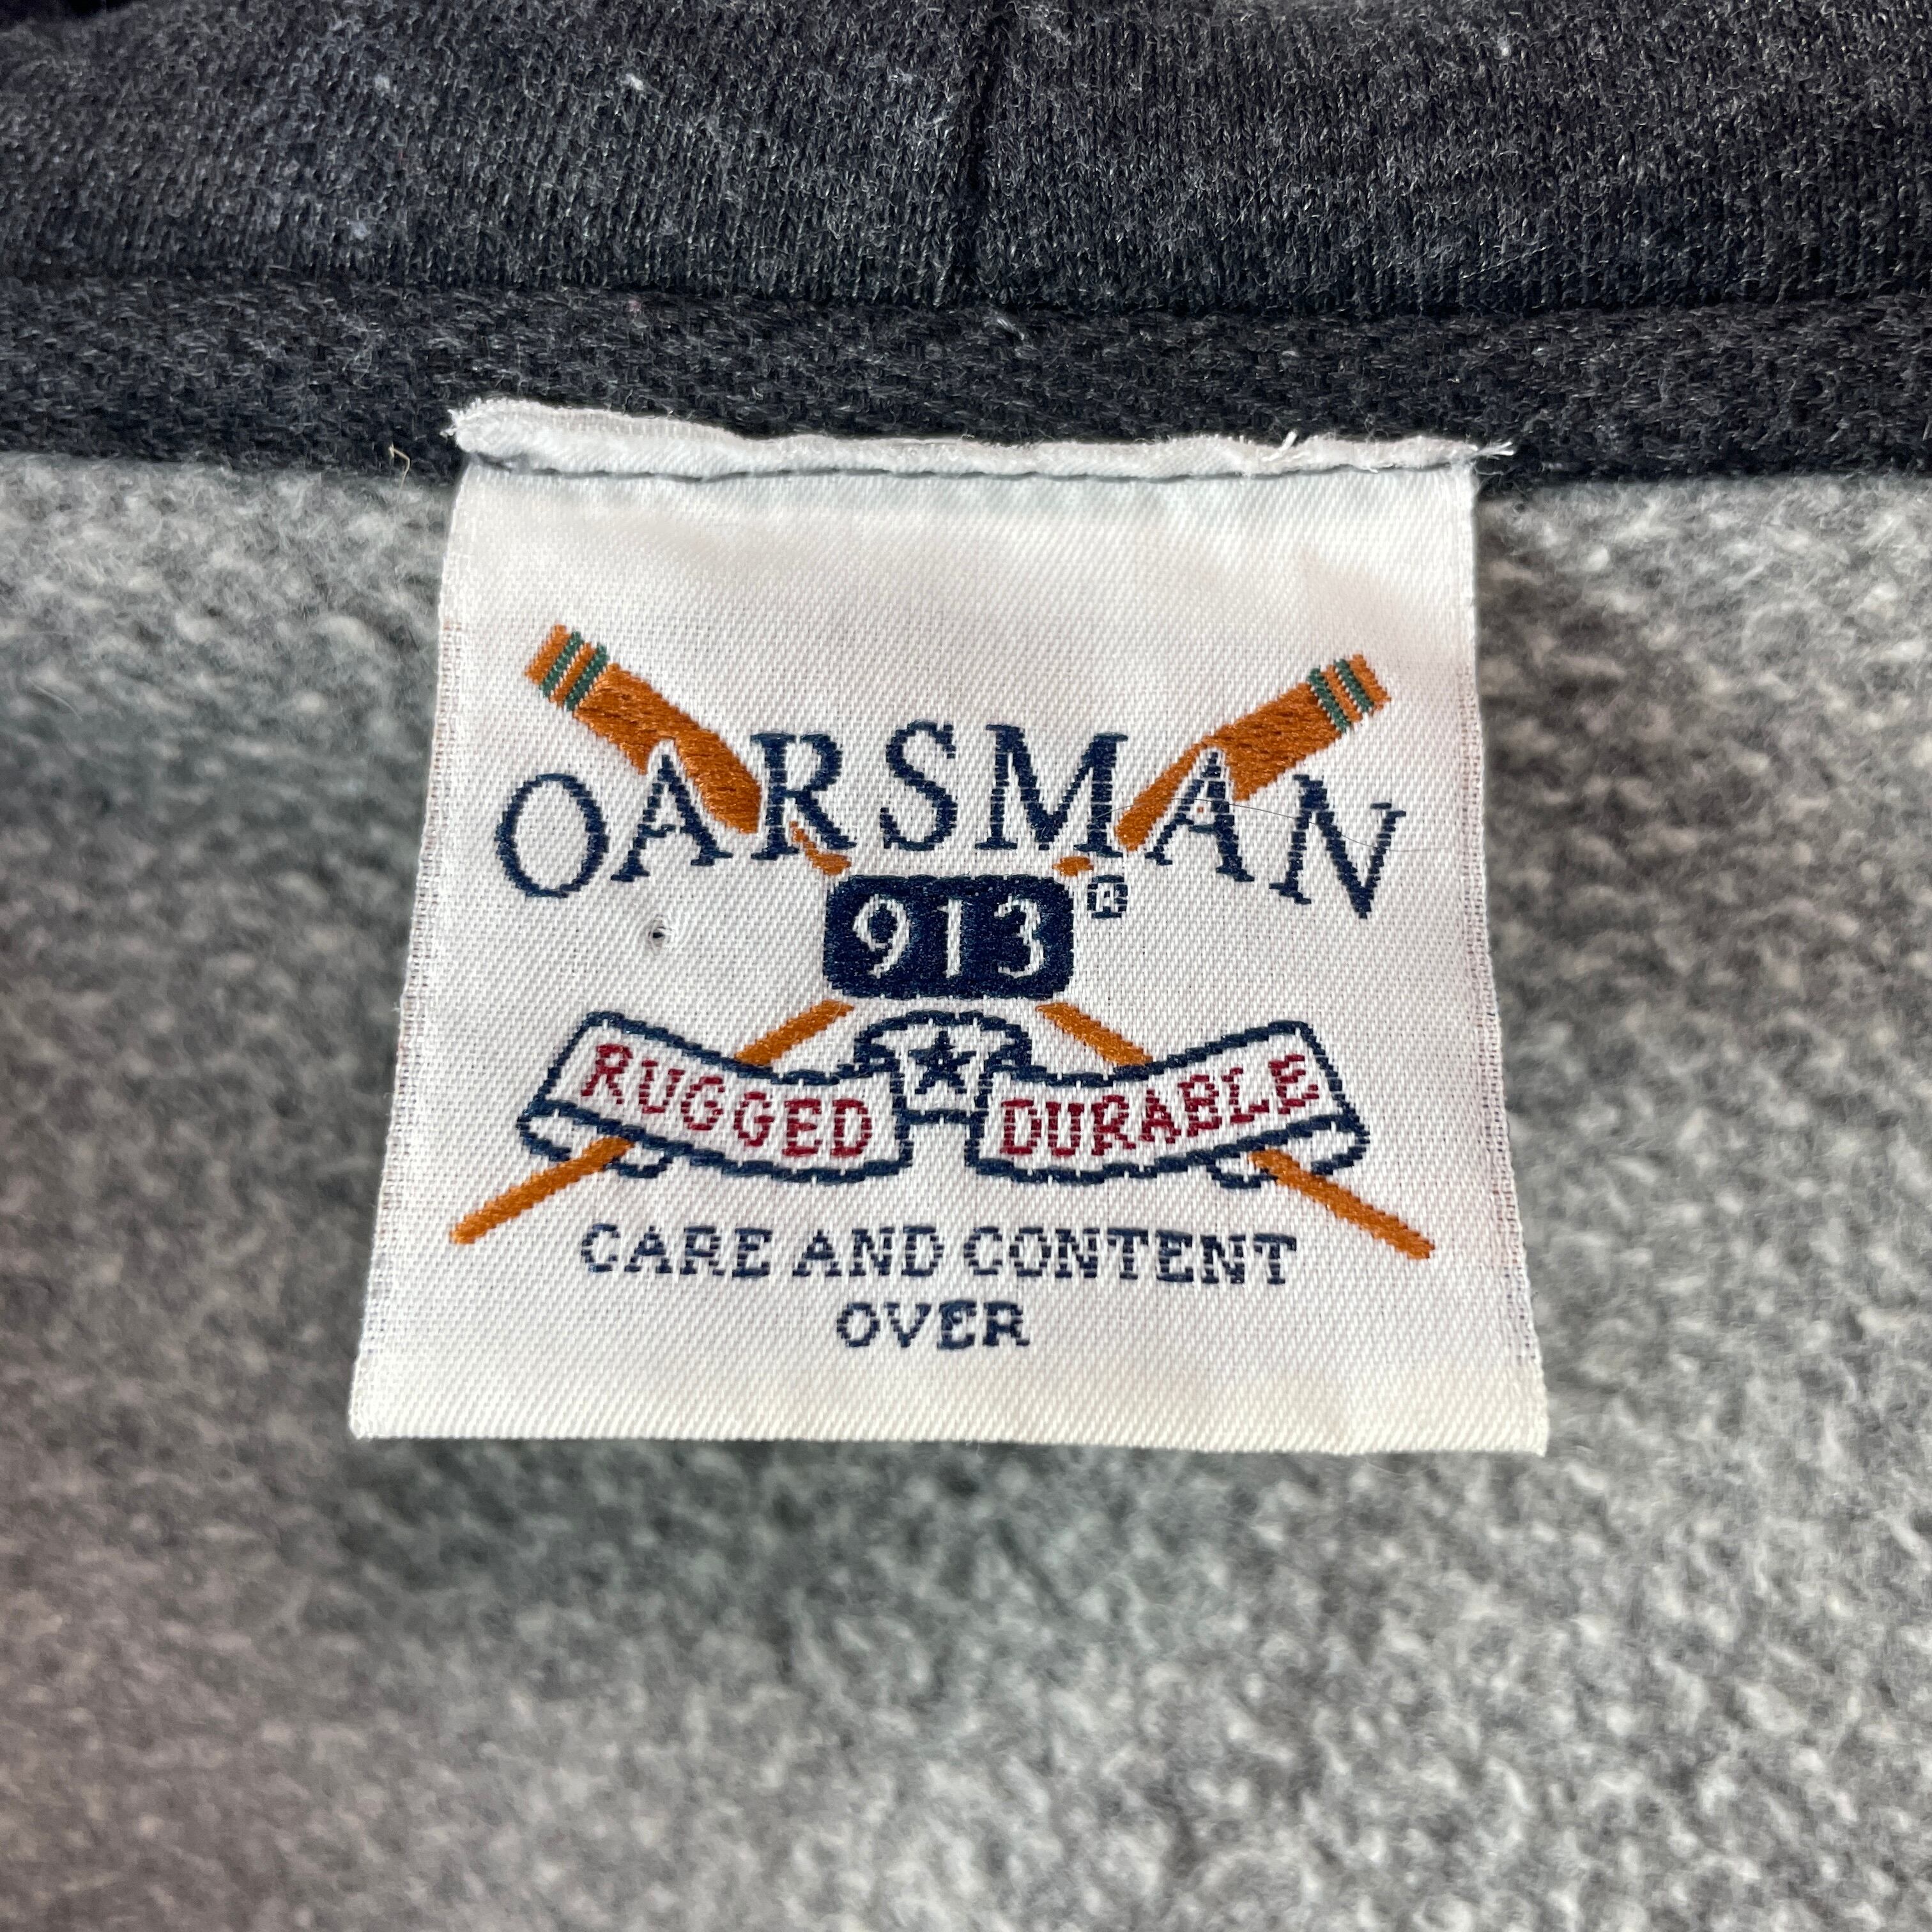 OARSMAN
913®
RUGGED DURABLE
CARE AND CONTENT
OVER